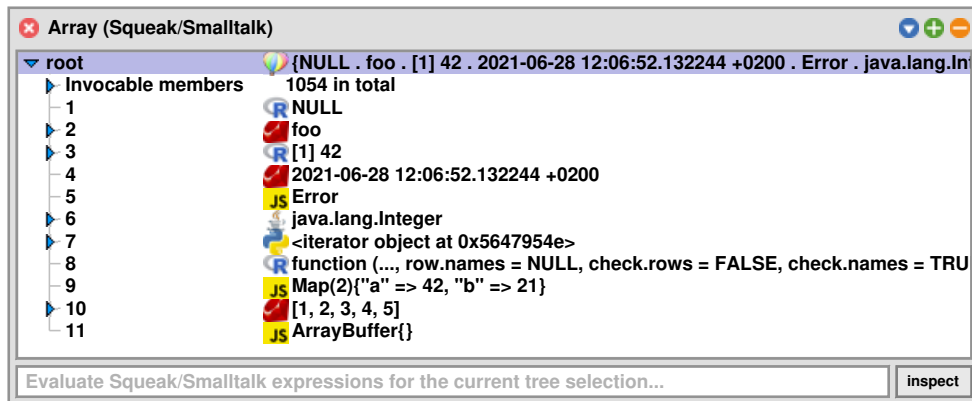 Array (Squeak/Smalltalk)
root {NULL . foo . [1] 42 . 2021-06-28 12:06:52.132244 +0200 . Error . java.lang.In
Invocable members 1054 in total
1 R NULL
2 foo
3 R [1] 42
4 2021-06-28 12:06:52.132244 +0200
5 JS Error
6 java.lang.Integer
7 <iterator object at 0x5647954e>
8 R function (..., row.names = NULL, check.rows = FALSE, check.names = TRU
9 JS Map(2){"a" => 42, "b" => 21}
10 [1, 2, 3, 4, 5]
11 JS ArrayBuffer{}
Evaluate Squeak/Smalltalk expressions for the current tree selection... inspect